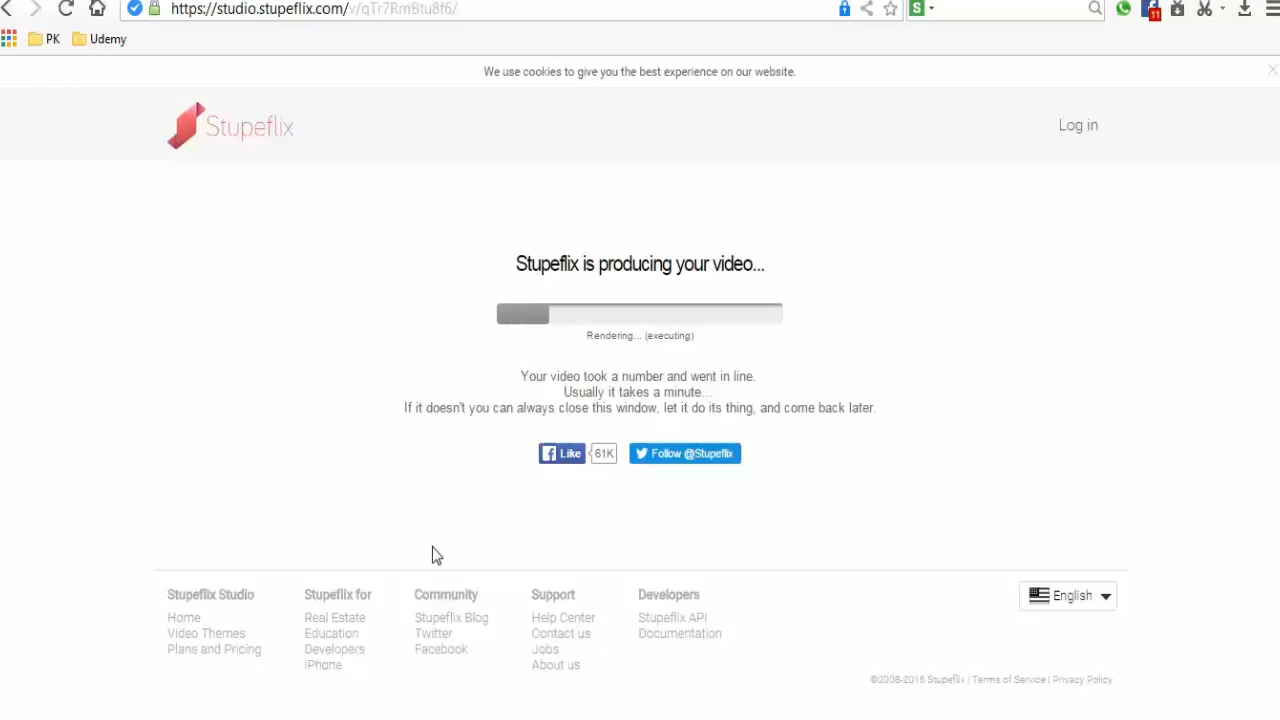 https://studio.stupeflix.com/v/qTr7RmBtu8f6/
S
11
PK
Udemy
We use cookies to give you the best experience on our website.
Stupeflix
Log in
Stupeflix is producing your video...
Rendering... (executing)
Your video took a number and went in line.
Usually it takes a minute...
If it doesn't you can always close this window, let it do its thing, and come back later.
Like
61K
Follow @Stupeflix
Stupeflix Studio
Home
Video Themes
Plans and Pricing
Stupeflix for
Real Estate
Education
Developers
iPhone
Community
Stupeflix Blog
Twitter
Facebook
Support
Help Center
Contact us
Jobs
About us
Developers
Stupeflix API
Documentation
English
©2008-2016 Stupeflix | Terms of Service | Privacy Policy